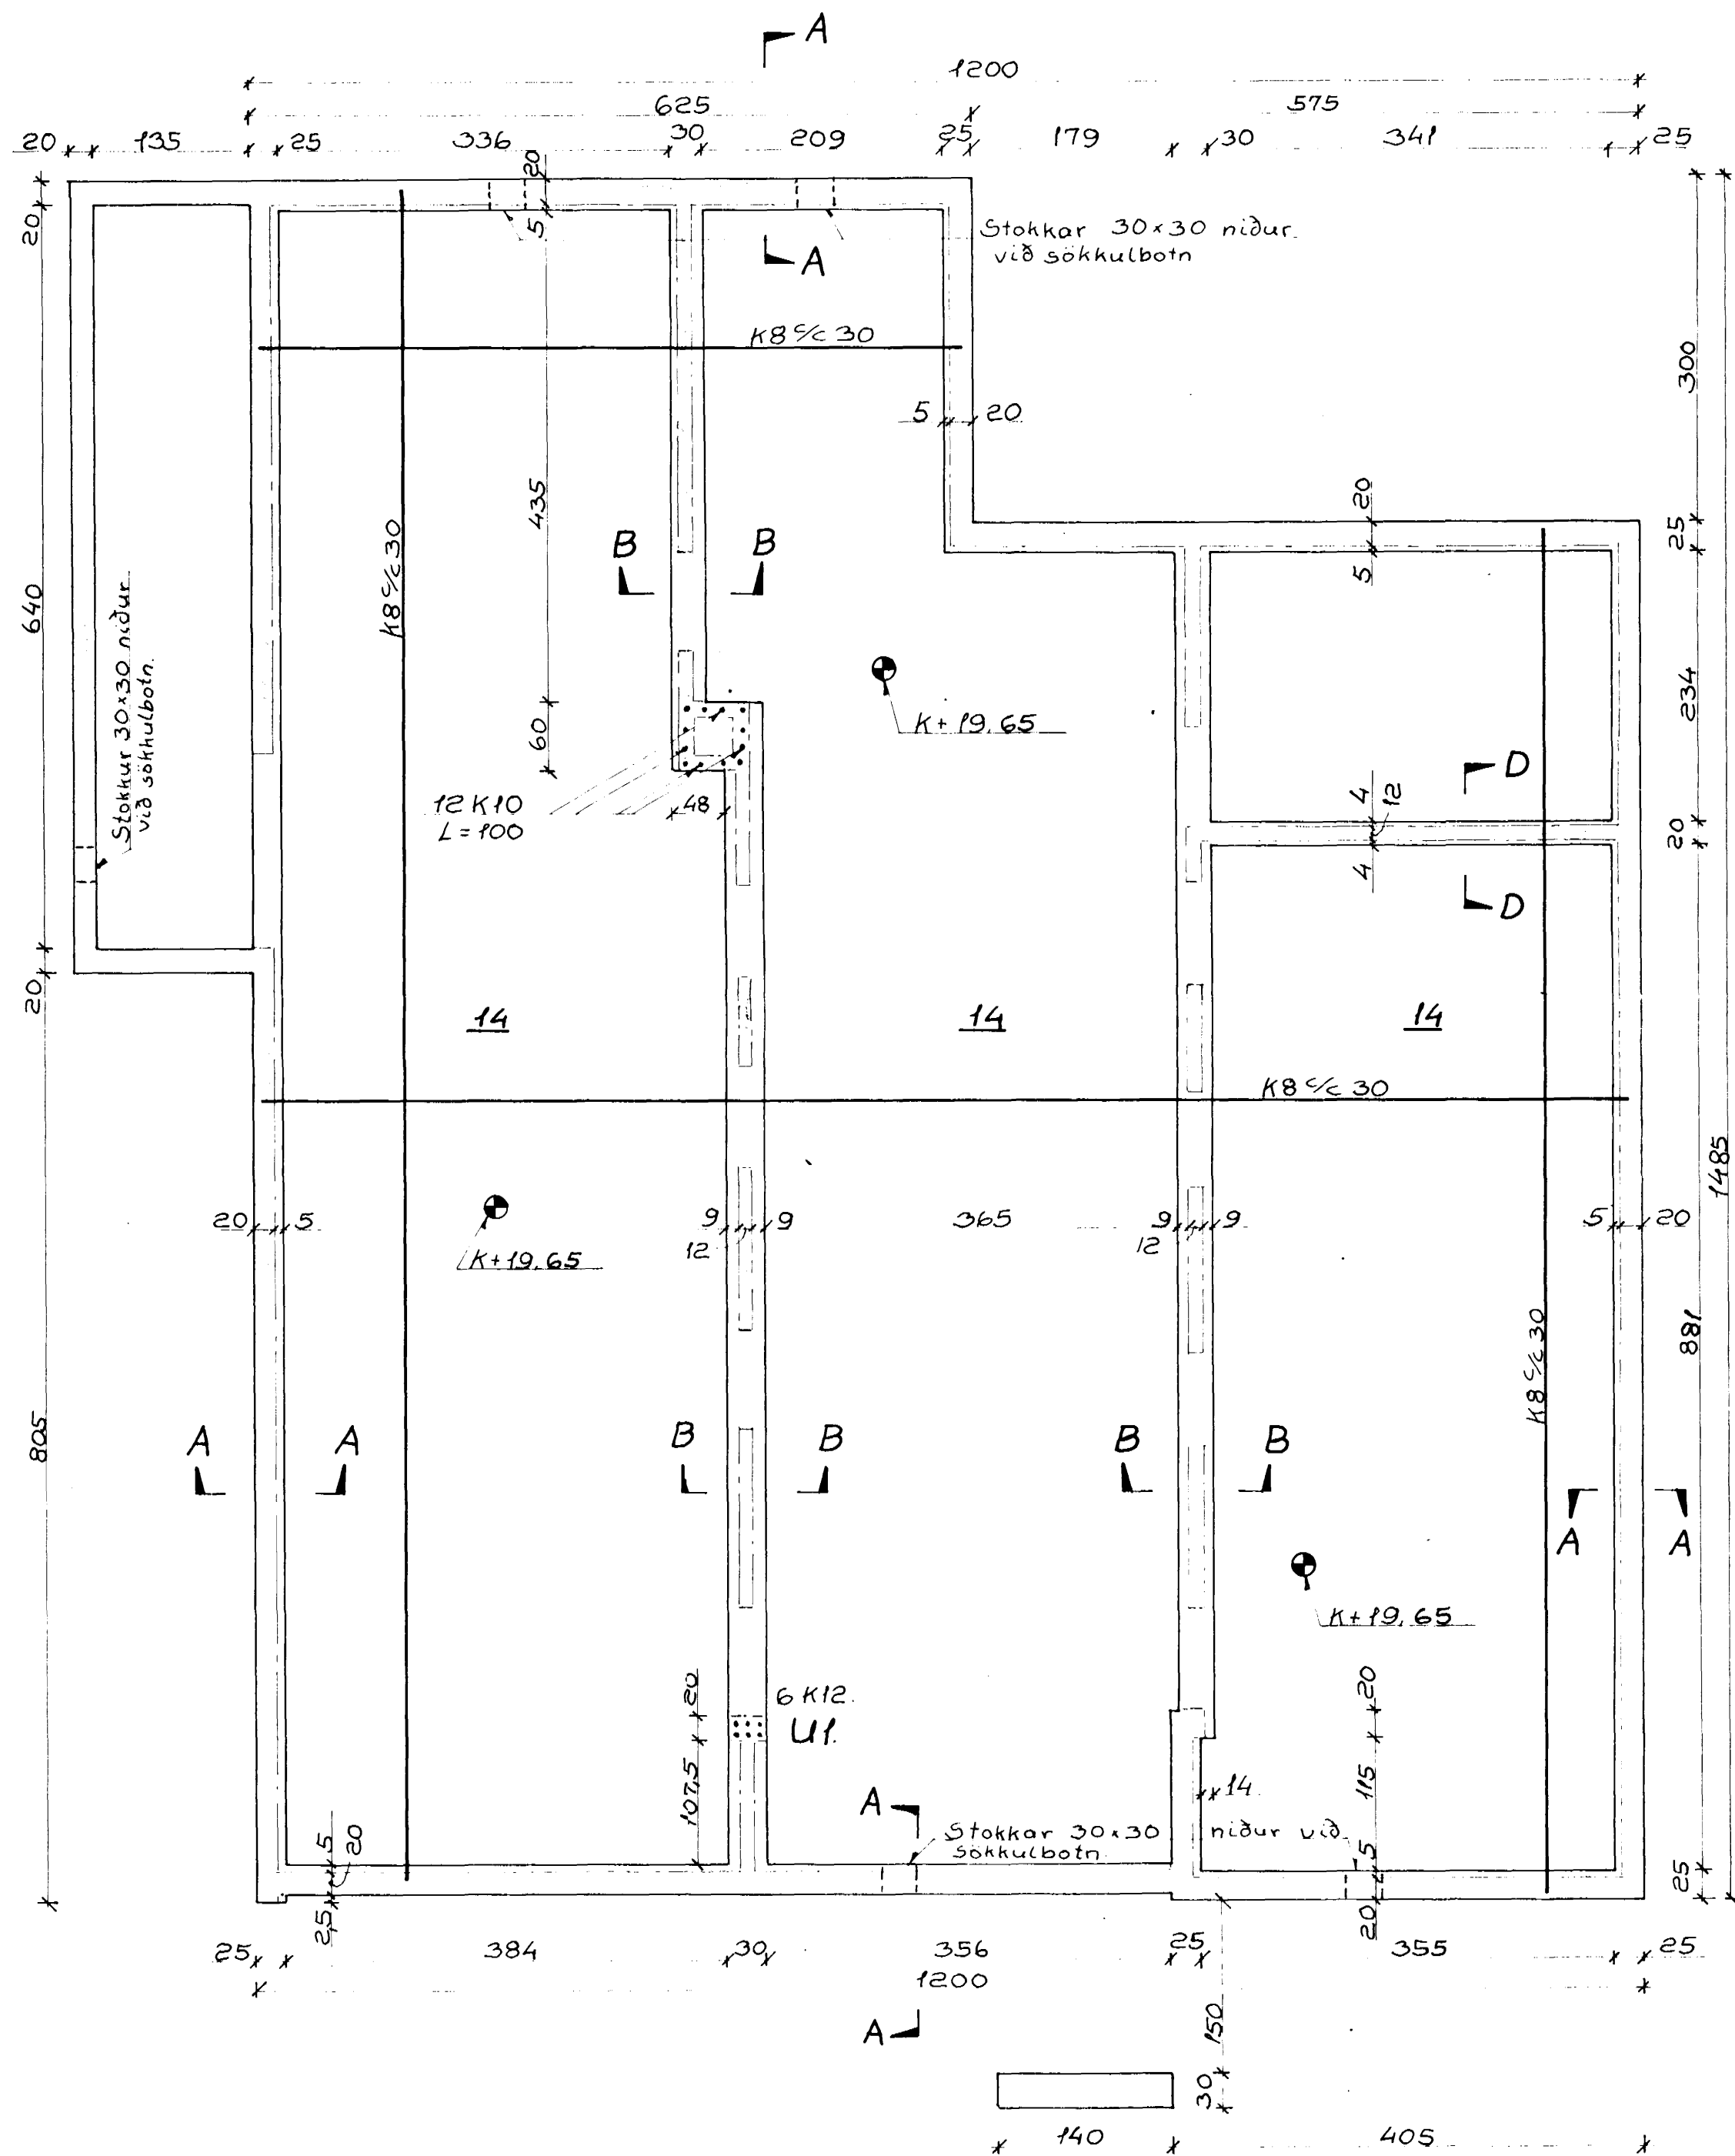 A
1200
625 575
20 135 25 336 30 209 25 179 30 341 25
20
20
5
Stokkar 30×30 niður
við sökkulbotn
A
K8 c/c 30
300
5 20
435
20
25
5
B B
K8 c/c 30
640
Stokkur 30×30 niður
við sökkulbotn.
234
K+19,65
60
D
12 K10
L=100
48
4
12
4
20
D
20
14 14 14
K8 c/c 30
1485
20 5 9 12 9 365 9 12 9 5 20
K+19,65
881
K8 c/c 30
805
A A B B B B
A A
K+19,65
6 K12.
U1.
20
107,5
20
115
14
A
Stokkar 30×30 niður við
sökkulbotn
5
20
2,5
5
20
25
25 384 30 356 25 355 25
1200
A
150
30
140 405